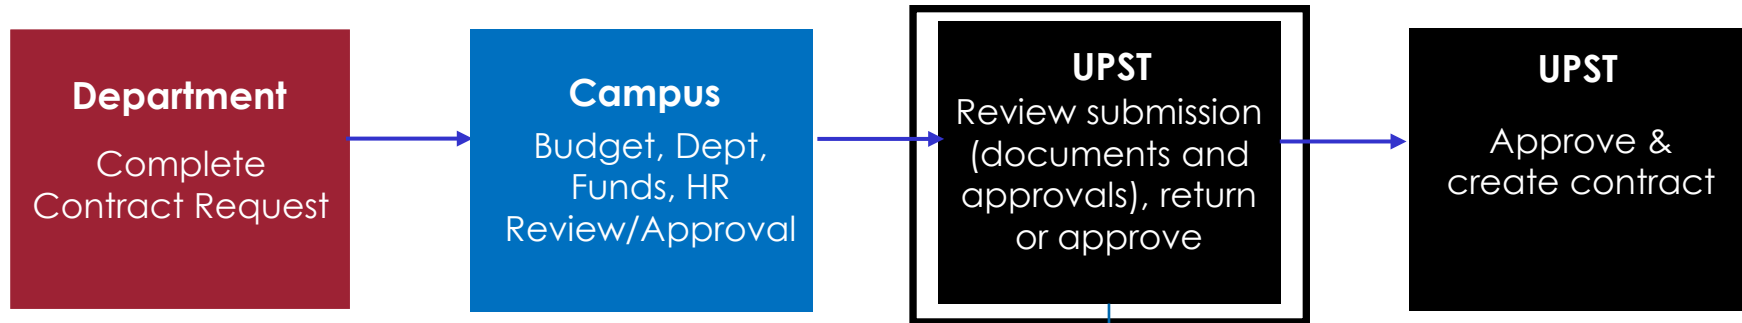 Department
Complete
Contract Request
Campus
Budget, Dept,
Funds, HR
Review/Approval
UPST
Review submission
(documents and
approvals), return
or approve
UPST
Approve &
create contract